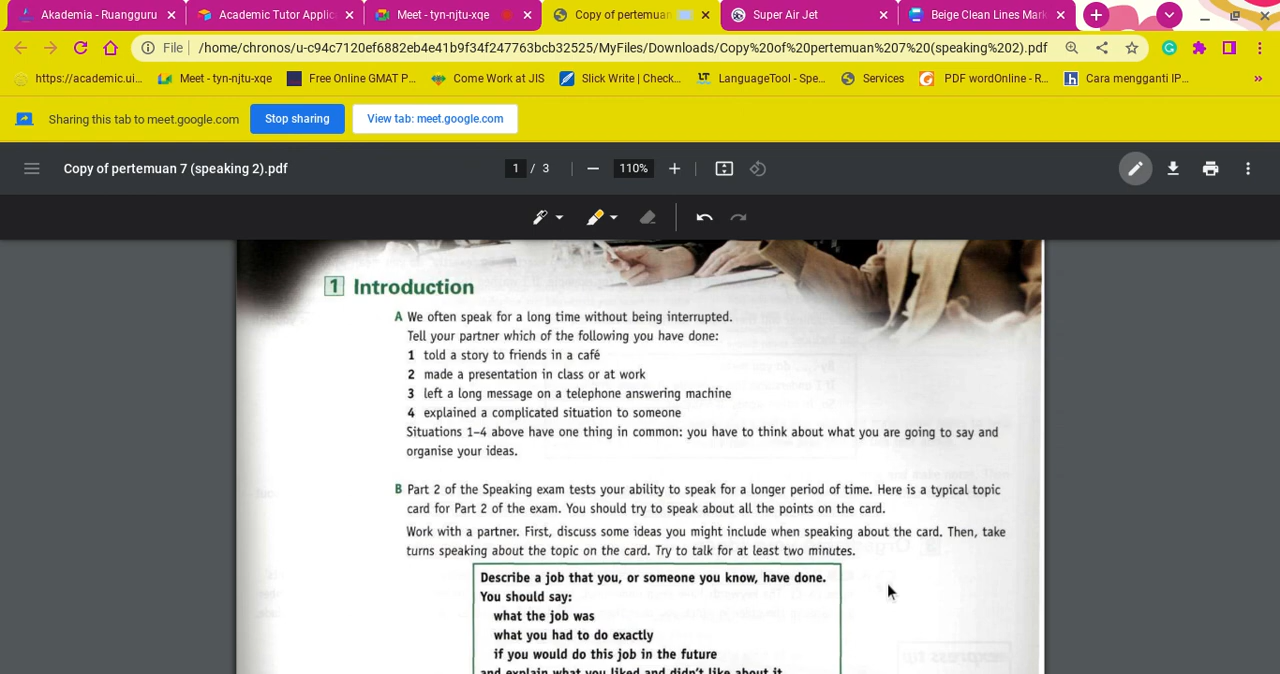 Akademia - Ruangguru
Academic Tutor Applic
Meet - tyn-njtu-xqe
Copy of pertemuan
Super Air Jet
Beige Clean Lines Mark
File
/home/chronos/u-c94c7120ef6882eb4e41b9f34f247763bcb32525/MyFiles/Downloads/Copy%20of%20pertemuan%207%20(speaking%202).pdf
https://academic.ui...
Meet - tyn-njtu-xqe
Free Online GMAT P...
Come Work at JIS
Slick Write | Check...
LanguageTool - Spe...
Services
PDF wordOnline - R...
Cara mengganti IP...
Sharing this tab to meet.google.com
Stop sharing
View tab: meet.google.com
Copy of pertemuan 7 (speaking 2).pdf
1 / 3
110%
1 Introduction
A We often speak for a long time without being interrupted.
Tell your partner which of the following you have done:
1 told a story to friends in a café
2 made a presentation in class or at work
3 left a long message on a telephone answering machine
4 explained a complicated situation to someone
Situations 1–4 above have one thing in common: you have to think about what you are going to say and
organise your ideas.
B Part 2 of the Speaking exam tests your ability to speak for a longer period of time. Here is a typical topic
card for Part 2 of the exam. You should try to speak about all the points on the card.
Work with a partner. First, discuss some ideas you might include when speaking about the card. Then, take
turns speaking about the topic on the card. Try to talk for at least two minutes.
Describe a job that you, or someone you know, have done.
You should say:
what the job was
what you had to do exactly
if you would do this job in the future
and explain what you liked and didn't like about it